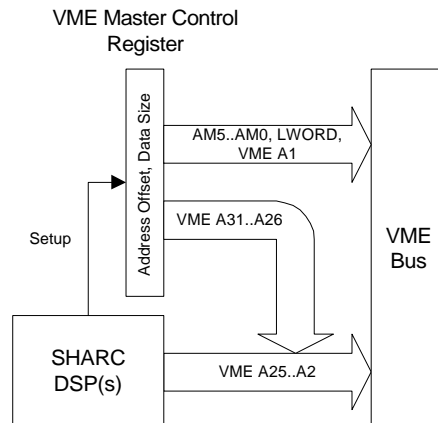 VME Master Control
Register
Address Offset, Data Size
AM5..AM0, LWORD,
VME A1
VME A31..A26
Setup
VME
Bus
SHARC
DSP(s)
VME A25..A2